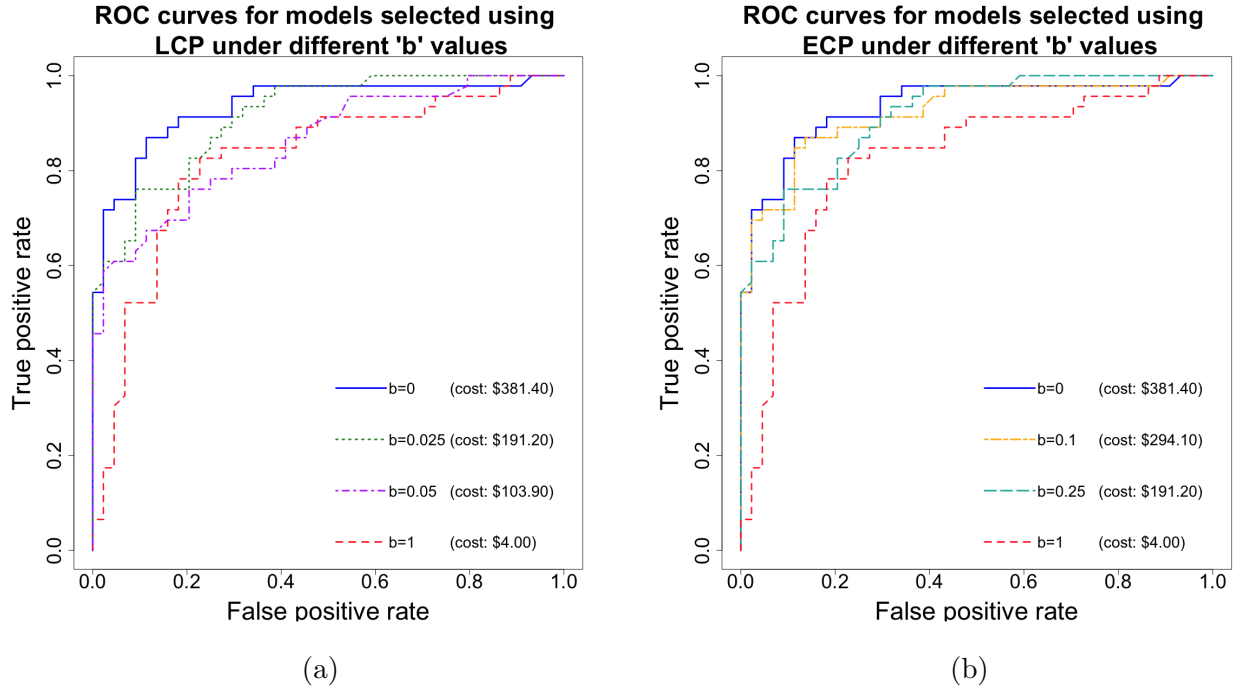 ROC curves for models selected using
LCP under different 'b' values
True positive rate
1.0
0.8
0.6
0.4
0.2
0.0
b=0 (cost: $381.40)
b=0.025 (cost: $191.20)
b=0.05 (cost: $103.90)
b=1 (cost: $4.00)
0.0 0.2 0.4 0.6 0.8 1.0
False positive rate
(a)
ROC curves for models selected using
ECP under different 'b' values
True positive rate
1.0
0.8
0.6
0.4
0.2
0.0
b=0 (cost: $381.40)
b=0.1 (cost: $294.10)
b=0.25 (cost: $191.20)
b=1 (cost: $4.00)
0.0 0.2 0.4 0.6 0.8 1.0
False positive rate
(b)